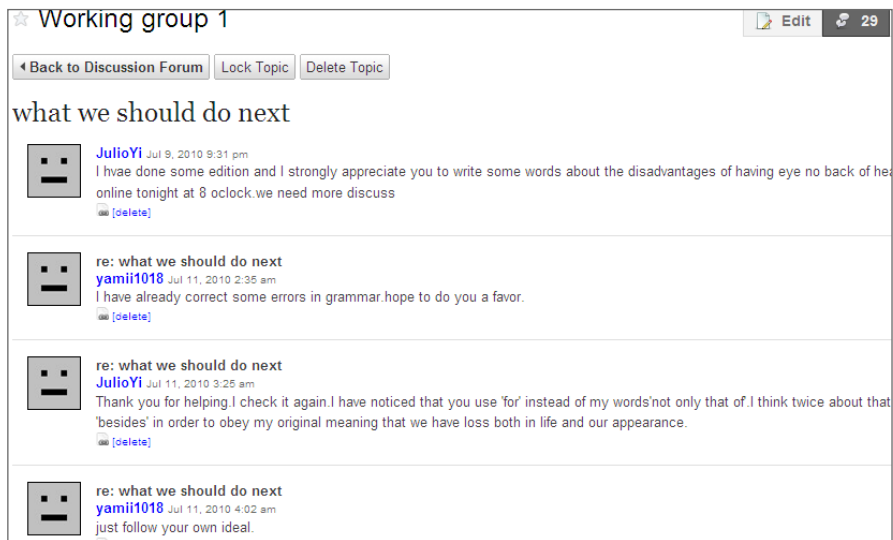 Working group 1
Edit
29
Back to Discussion Forum
Lock Topic
Delete Topic
what we should do next
JulioYi Jul 9, 2010 9:31 pm
I hvae done some edition and I strongly appreciate you to write some words about the disadvantages of having eye no back of
online tonight at 8 oclock.we need more discuss
[delete]
re: what we should do next
yamii1018 Jul 11, 2010 2:35 am
I have already correct some errors in grammar.hope to do you a favor.
[delete]
re: what we should do next
JulioYi Jul 11, 2010 3:25 am
Thank you for helping.I check it again.I have noticed that you use 'for' instead of my words'not only that of'.I think twice about that
'besides' in order to obey my original meaning that we have loss both in life and our appearance.
[delete]
re: what we should do next
yamii1018 Jul 11, 2010 4:02 am
just follow your own ideal.